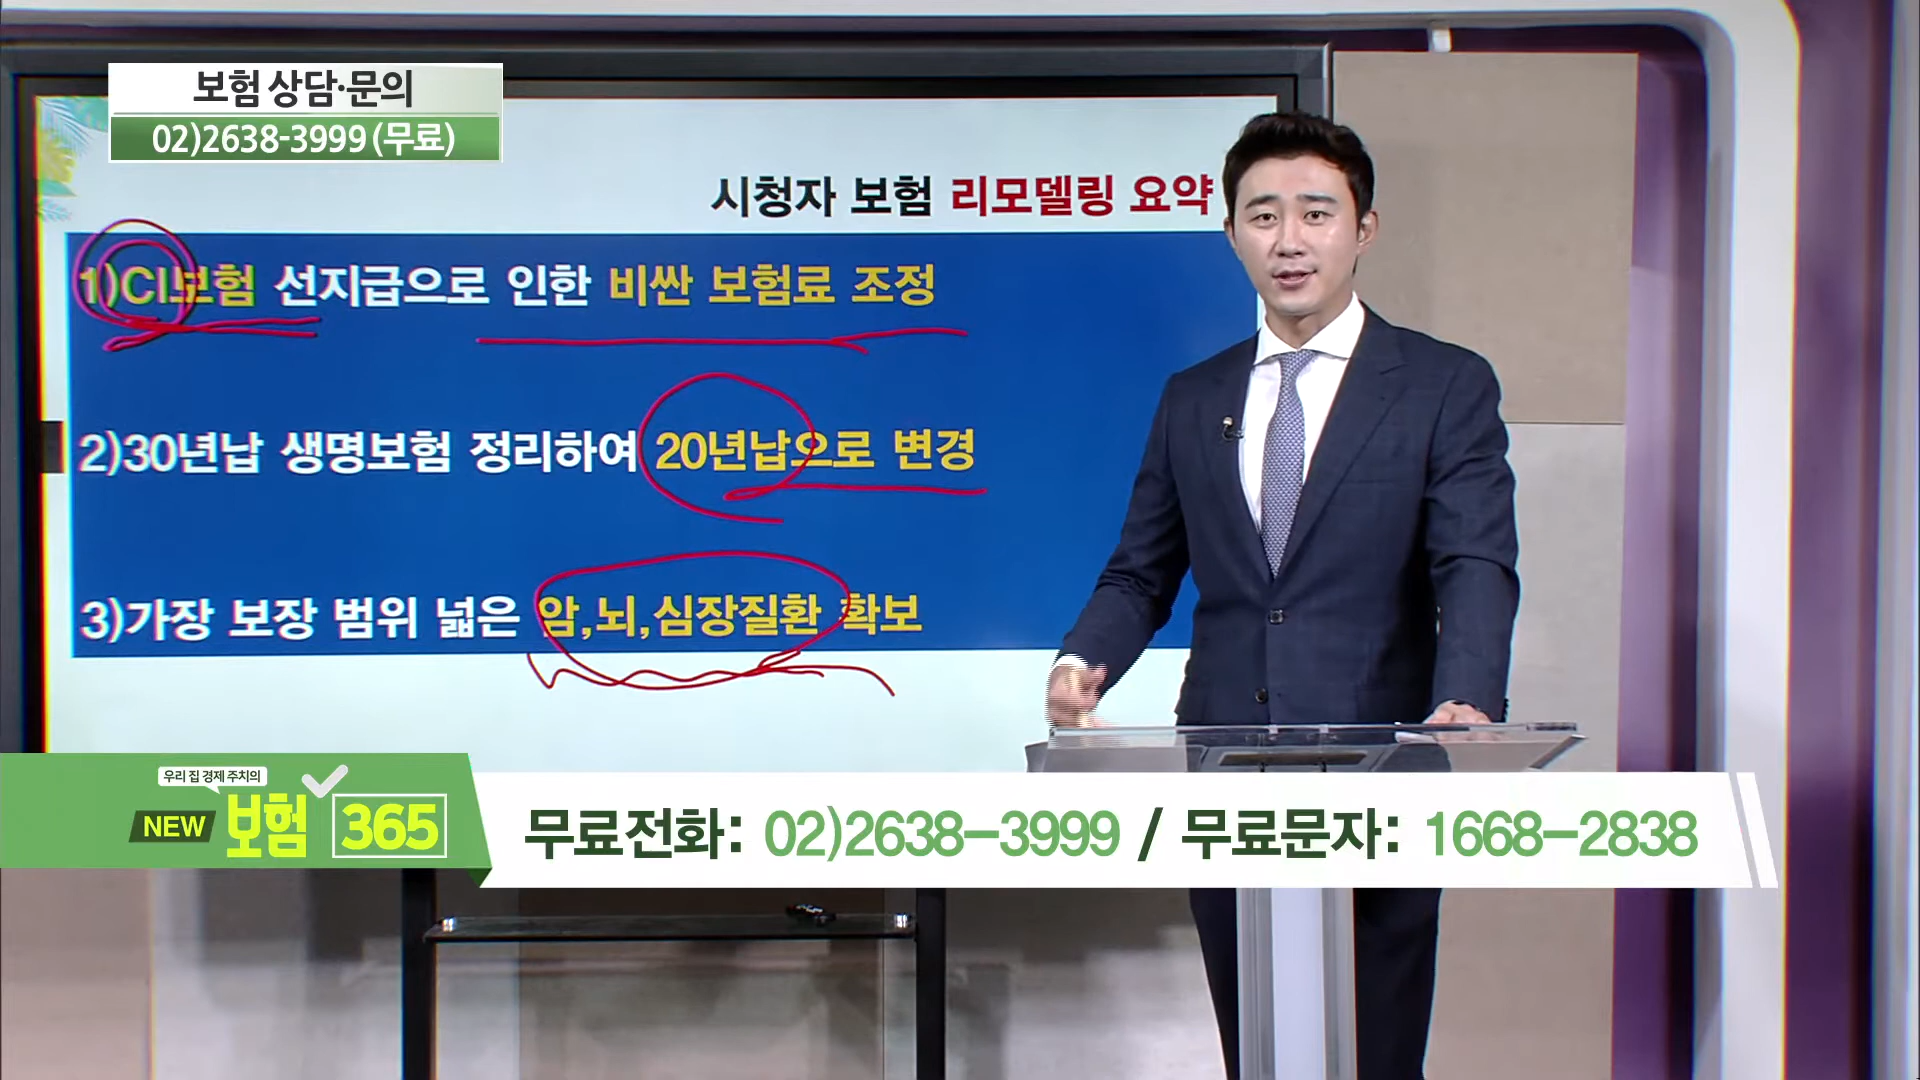 보험 상담·문의
02)2638-3999 (무료)
시청자 보험 리모델링 요약
1)CI보험 선지급으로 인한 비싼 보험료 조정
2)30년납 생명보험 정리하여 20년납으로 변경
3)가장 보장 범위 넓은 암,뇌,심장질환 확보
우리 집 경제 주치의
NEW 보험 365
무료전화: 02)2638-3999 / 무료문자: 1668-2838